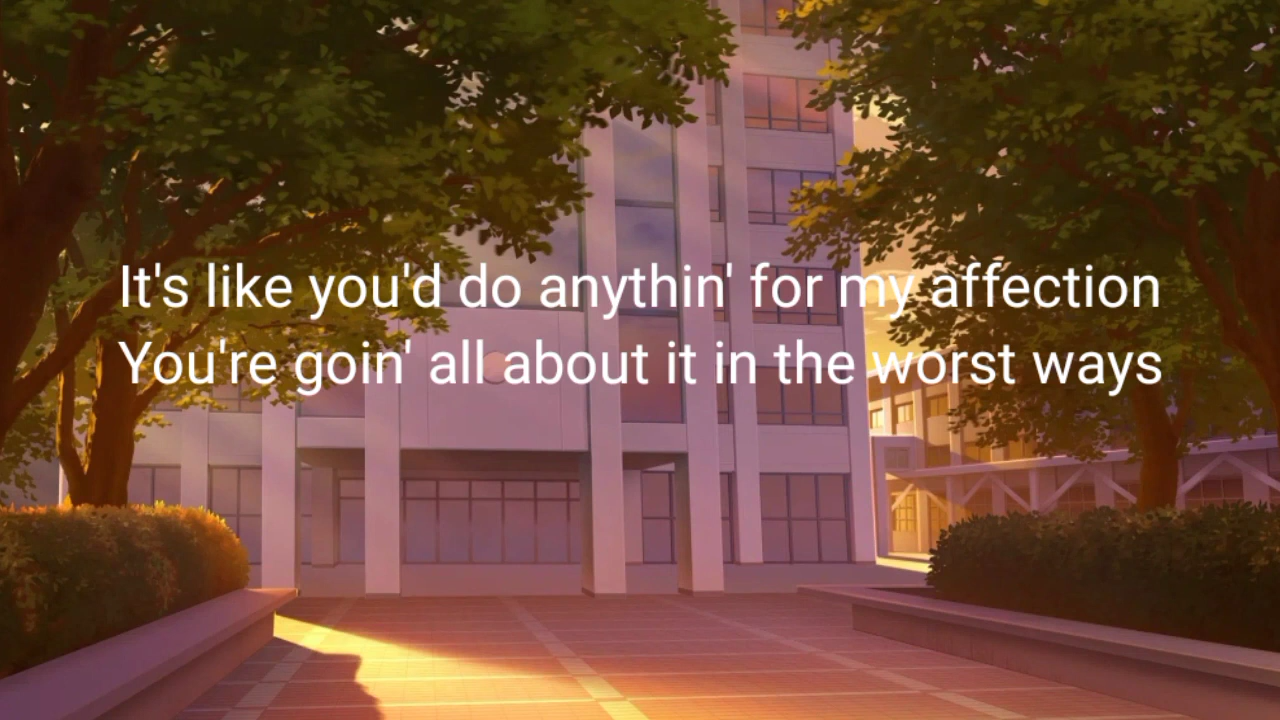 It's like you'd do anythin' for my affection
You're goin' all about it in the worst ways